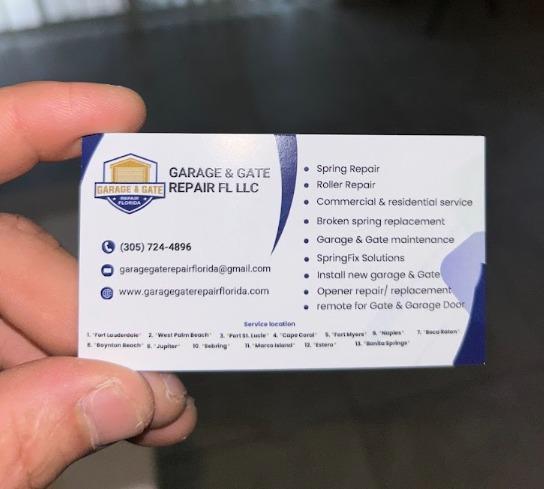 GARAGE & GATE
REPAIR
FLORIDA
GARAGE & GATE
REPAIR FL LLC
(305) 724-4896
garagegaterepairflorida@gmail.com
www.garagegaterepairflorida.com
Spring Repair
Roller Repair
Commercial & residential service
Broken spring replacement
Garage & Gate maintenance
SpringFix Solutions
Install new garage & Gate
Opener repair/ replacement
remote for Gate & Garage Door
Service location
1. "Fort Lauderdale" 2. "West Palm Beach" 3. "Port St. Lucie" 4. "Cape Coral" 5. "Fort Myers" 6. "Naples" 7. "Boca Raton"
8. "Boynton Beach" 9. "Jupiter" 10. "Sebring" 11. "Marco Island" 12. "Estero" 13. "Bonita Springs"